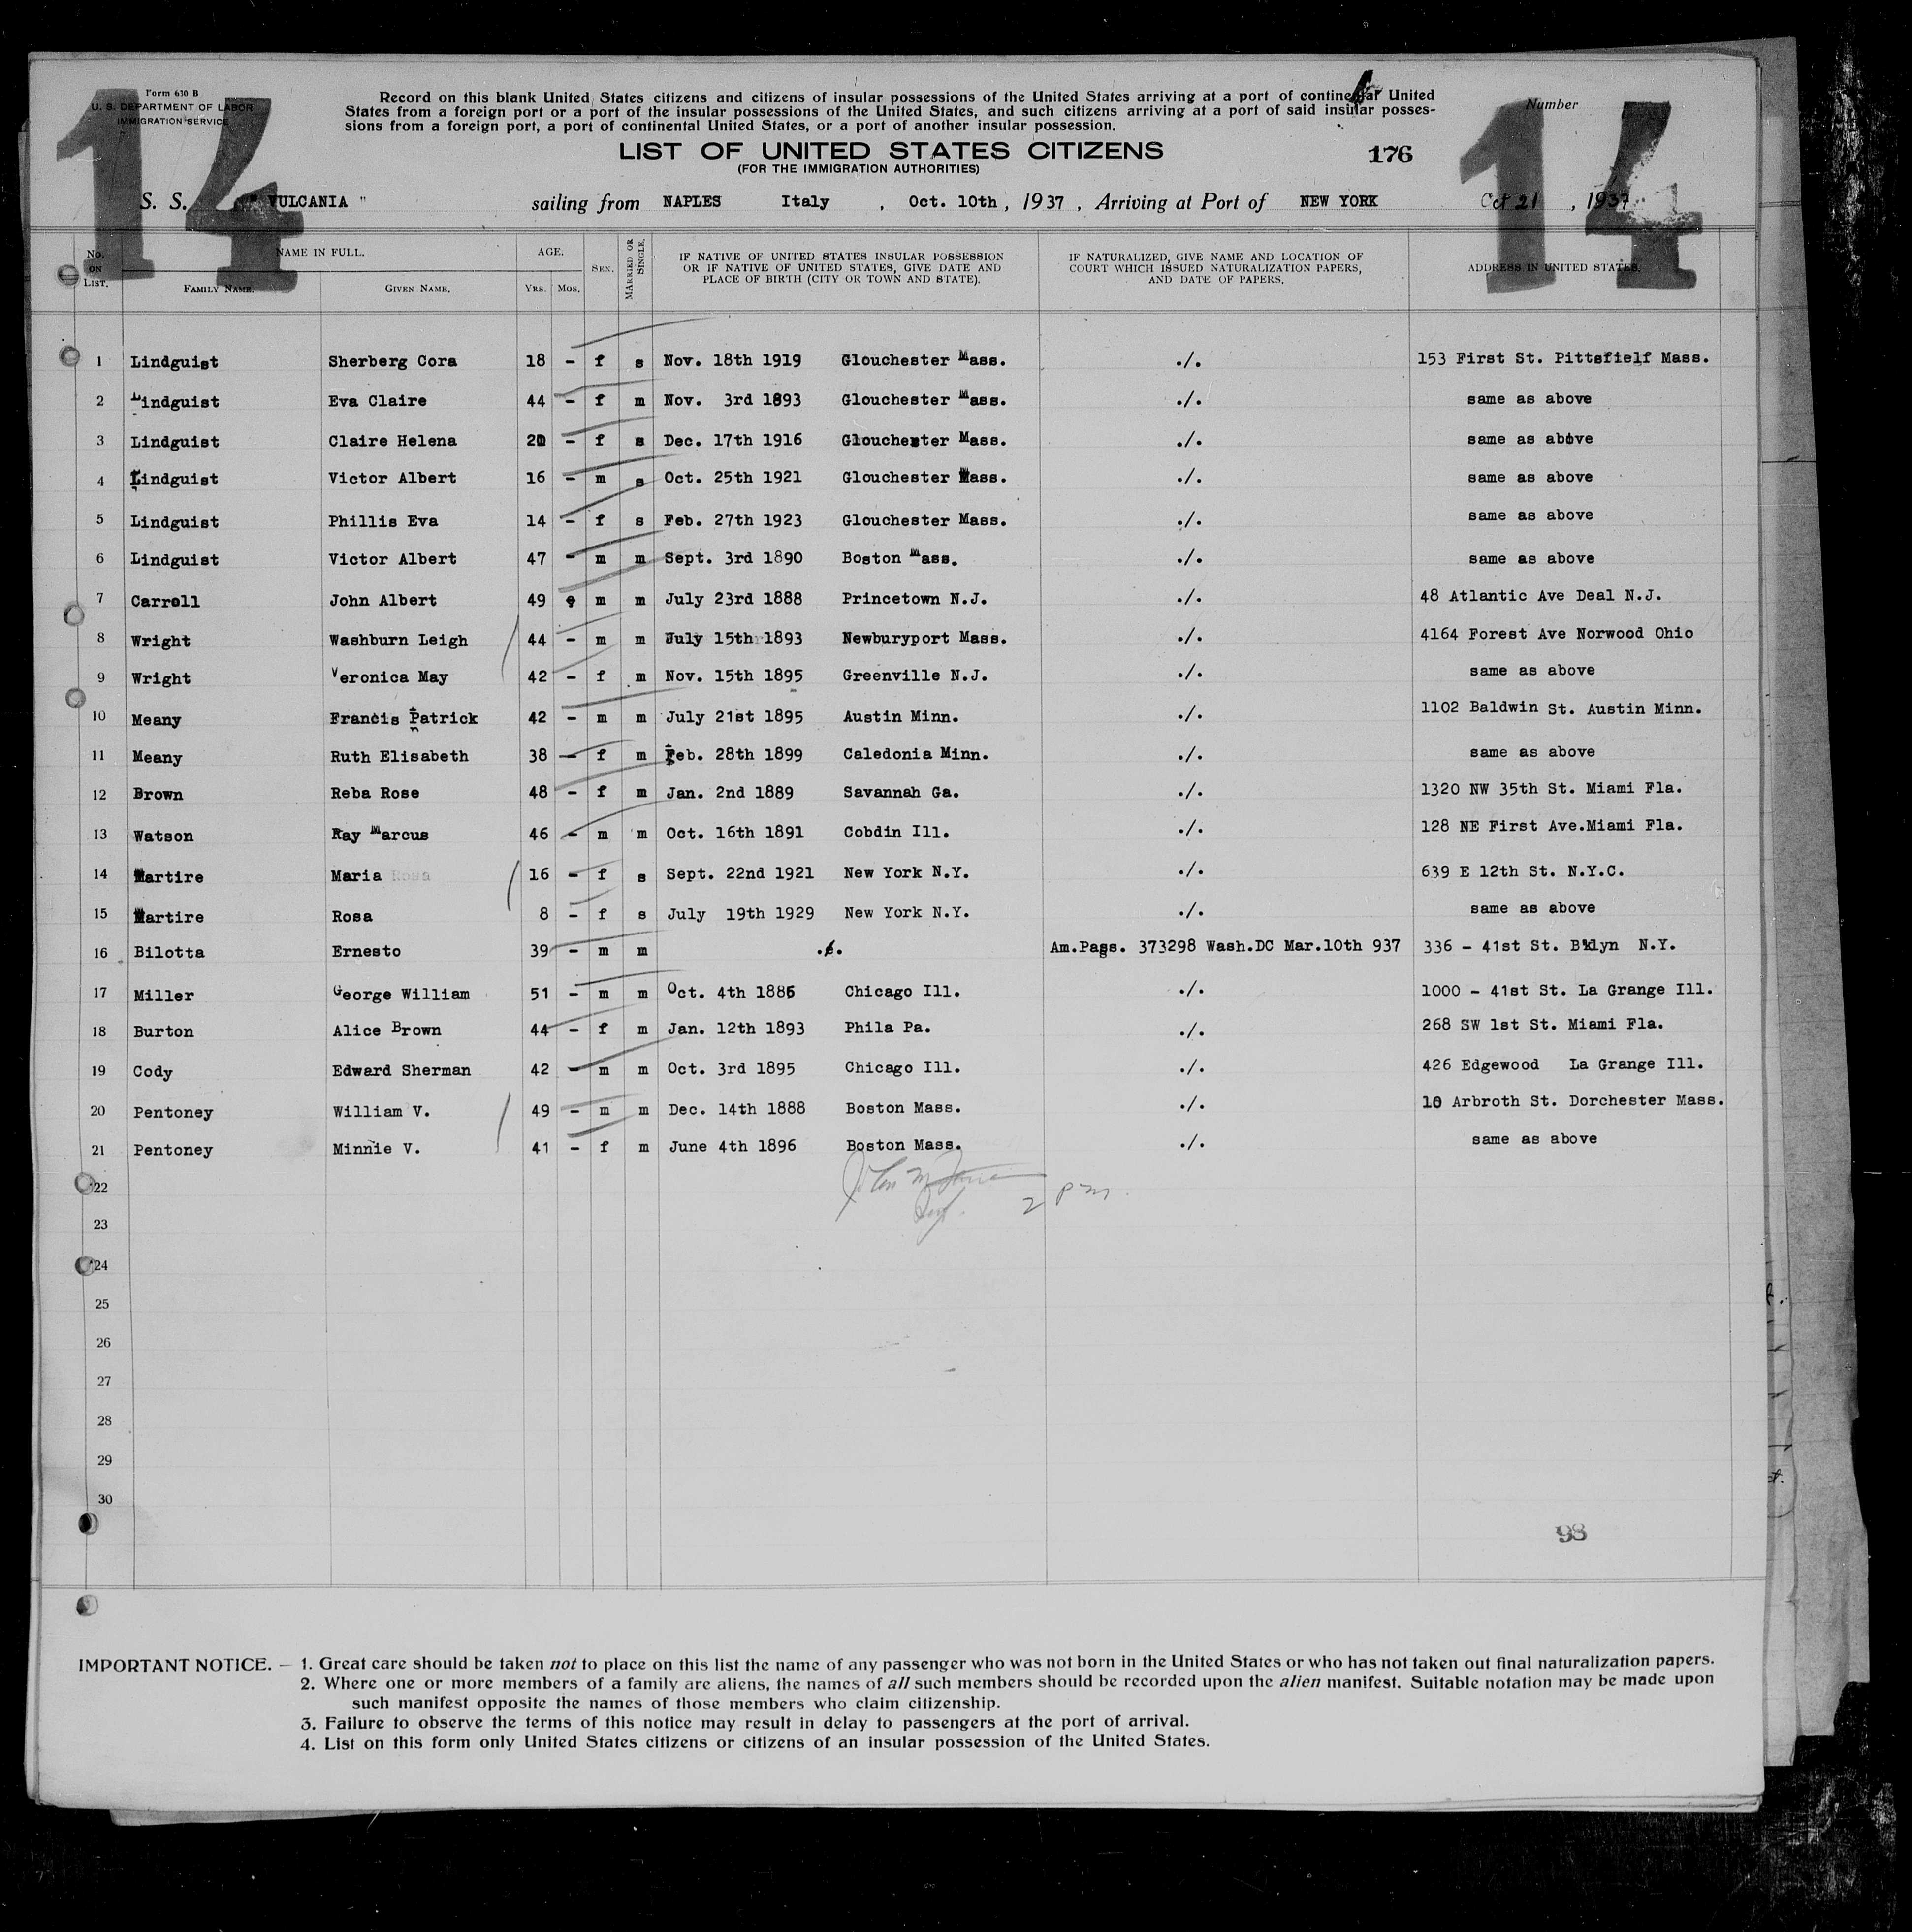 Form 630 B
U. S. DEPARTMENT OF LABOR
IMMIGRATION SERVICE
14
14
Record on this blank United States citizens and citizens of insular possessions of the United States arriving at a port of continental United
States from a foreign port or a port of the insular possessions of the United States, and such citizens arriving at a port of said insular posses-
sions from a foreign port, a port of continental United States, or a port of another insular possession.
Number
LIST OF UNITED STATES CITIZENS
(FOR THE IMMIGRATION AUTHORITIES)
176
S. S. " VULCANIA " sailing from NAPLES Italy , Oct. 10th , 1937 , Arriving at Port of NEW YORK Oct 21 , 1937
No. ON LIST. NAME IN FULL. FAMILY NAME. GIVEN NAME. AGE. YRS. MOS. SEX. MARRIED OR SINGLE. IF NATIVE OF UNITED STATES INSULAR POSSESSION OR IF NATIVE OF UNITED STATES, GIVE DATE AND PLACE OF BIRTH (CITY OR TOWN AND STATE). IF NATURALIZED, GIVE NAME AND LOCATION OF COURT WHICH ISSUED NATURALIZATION PAPERS, AND DATE OF PAPERS. ADDRESS IN UNITED STATES.
1 Lindguist Sherberg Cora 18 - f s Nov. 18th 1919 Glouchester Mass. ./. 153 First St. Pittsfielf Mass.
2 Lindguist Eva Claire 44 - f m Nov. 3rd 1893 Glouchester Mass. ./. same as above
3 Lindguist Claire Helena 20 - f s Dec. 17th 1916 Glouchester Mass. ./. same as above
4 Lindguist Victor Albert 16 - m s Oct. 25th 1921 Glouchester Mass. ./. same as above
5 Lindguist Phillis Eva 14 - f s Feb. 27th 1923 Glouchester Mass. ./. same as above
6 Lindguist Victor Albert 47 - m m Sept. 3rd 1890 Boston Mass. ./. same as above
7 Carroll John Albert 49 - m m July 23rd 1888 Princetown N.J. ./. 48 Atlantic Ave Deal N.J.
8 Wright Washburn Leigh 44 - m m July 15th 1893 Newburyport Mass. ./. 4164 Forest Ave Norwood Ohio
9 Wright Veronica May 42 - f m Nov. 15th 1895 Greenville N.J. ./. same as above
10 Meany Francis Patrick 42 - m m July 21st 1895 Austin Minn. ./. 1102 Baldwin St. Austin Minn.
11 Meany Ruth Elisabeth 38 - f m Feb. 28th 1899 Caledonia Minn. ./. same as above
12 Brown Reba Rose 48 - f m Jan. 2nd 1889 Savannah Ga. ./. 1320 NW 35th St. Miami Fla.
13 Watson Ray Marcus 46 - m m Oct. 16th 1891 Cobdin Ill. ./. 128 NE First Ave.Miami Fla.
14 Martire Maria Rosa 16 - f s Sept. 22nd 1921 New York N.Y. ./. 639 E 12th St. N.Y.C.
15 Martire Rosa 8 - f s July 19th 1929 New York N.Y. ./. same as above
16 Bilotta Ernesto 39 - m m ./. Am.Pass. 373298 Wash.DC Mar.10th 937 336 - 41st St. Bklyn N.Y.
17 Miller George William 51 - m m Oct. 4th 1886 Chicago Ill. ./. 1000 - 41st St. La Grange Ill.
18 Burton Alice Brown 44 - f m Jan. 12th 1893 Phila Pa. ./. 268 SW 1st St. Miami Fla.
19 Cody Edward Sherman 42 - m m Oct. 3rd 1895 Chicago Ill. ./. 426 Edgewood La Grange Ill.
20 Pentoney William V. 49 - m m Dec. 14th 1888 Boston Mass. ./. 10 Arbroth St. Dorchester Mass.
21 Pentoney Minnie V. 41 - f m June 4th 1896 Boston Mass. ./. same as above
22
2 pm
23
24
25
26
27
28
29
30
98
IMPORTANT NOTICE. — 1. Great care should be taken not to place on this list the name of any passenger who was not born in the United States or who has not taken out final naturalization papers.
2. Where one or more members of a family are aliens, the names of all such members should be recorded upon the alien manifest. Suitable notation may be made upon
such manifest opposite the names of those members who claim citizenship.
3. Failure to observe the terms of this notice may result in delay to passengers at the port of arrival.
4. List on this form only United States citizens or citizens of an insular possession of the United States.